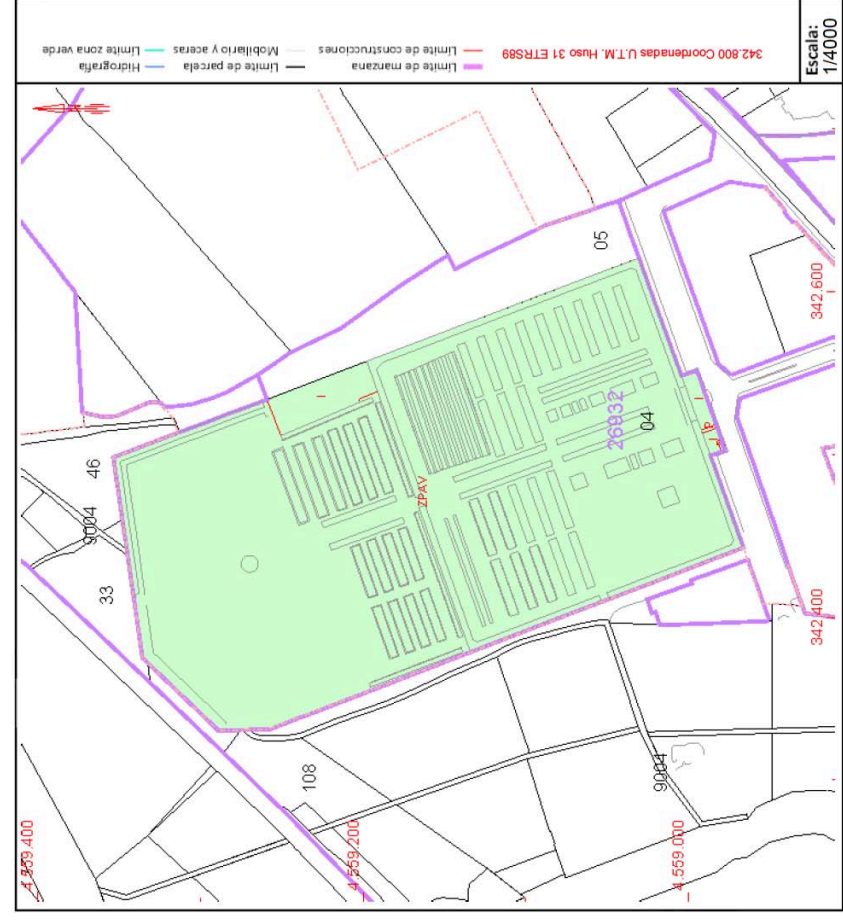 Límite de manzana
Límite de construcciones
Límite de parcela
Mobiliario y aceras
Hidrografía
Límite zona verde
342.800 Coordenadas U.T.M. Huso 31 ETRS89
Escala:
1/4000
05
46
9004
33
ZPAV
26932
04
108
9004
342.600
342.400
4.559.400
4.559.200
4.559.000